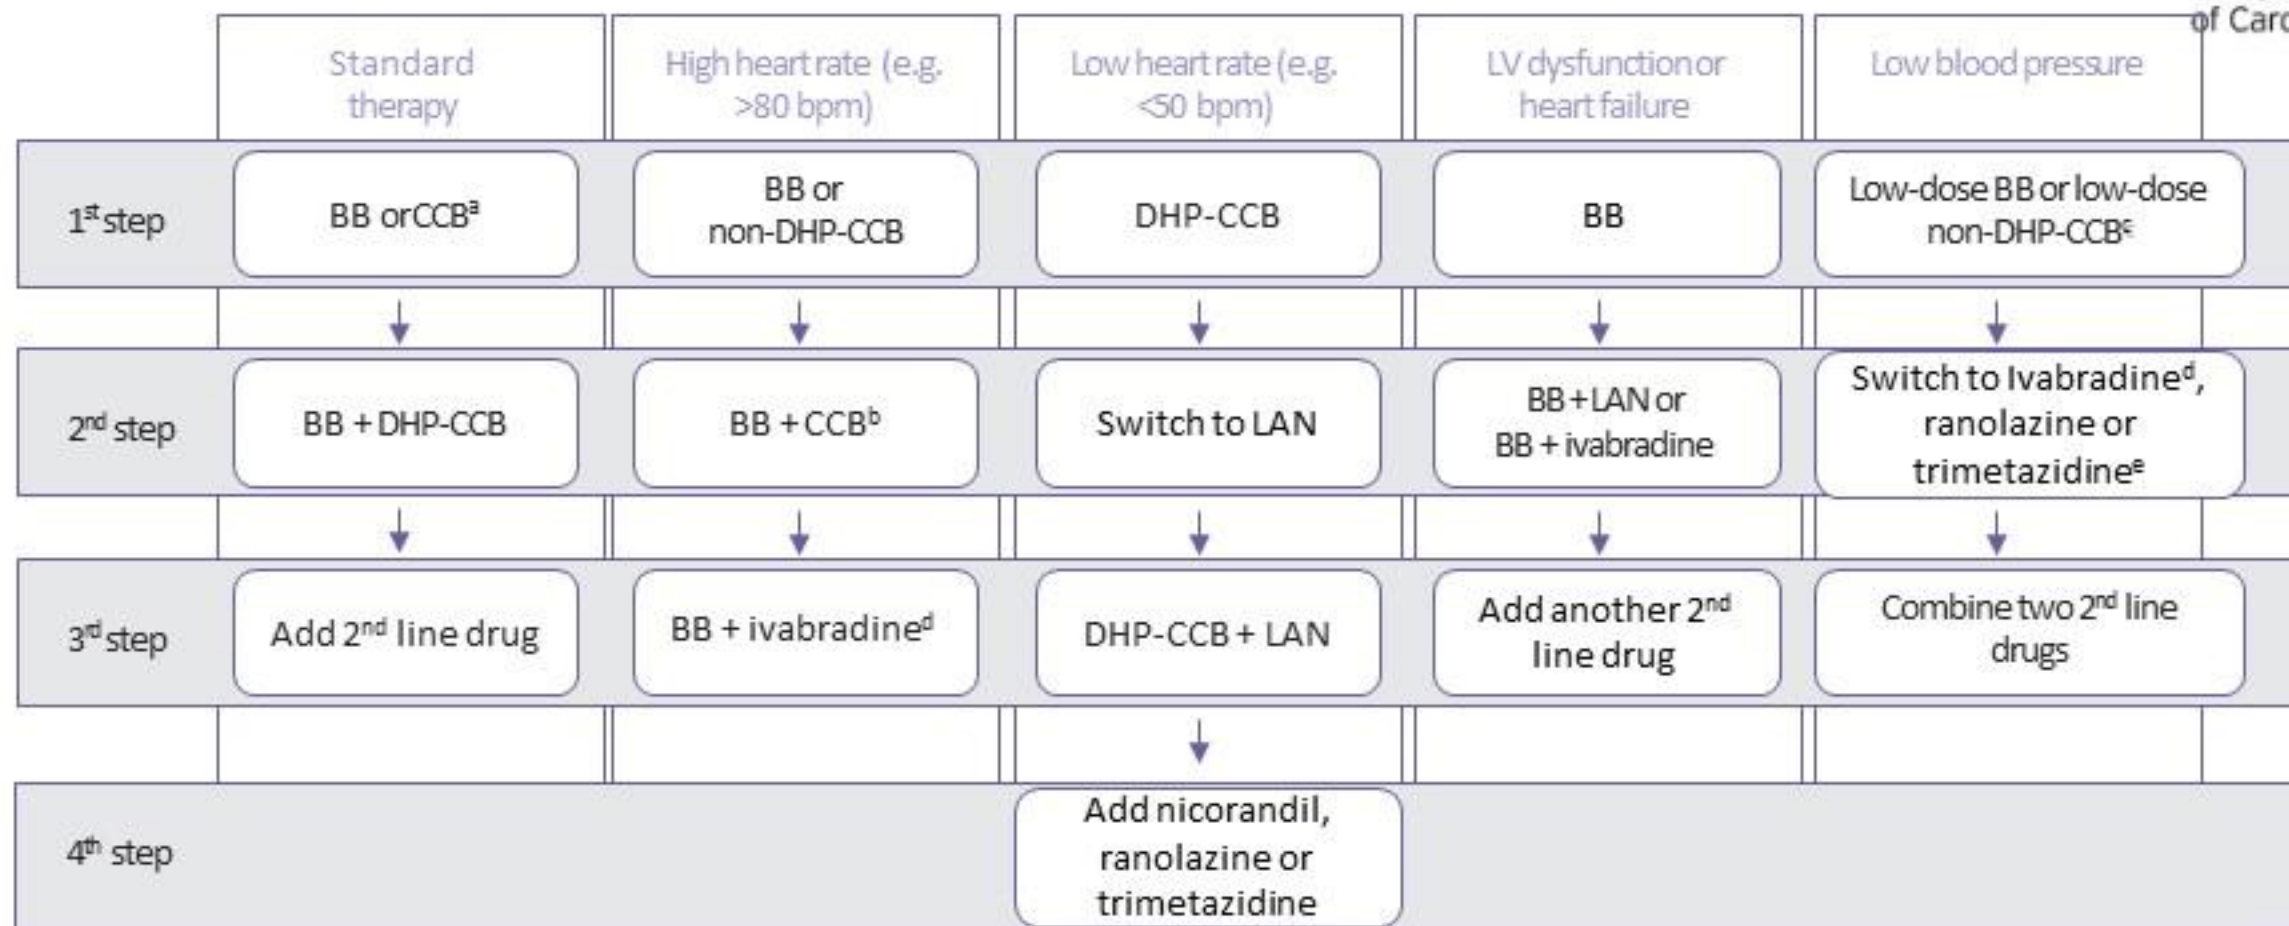 of Card
Standard
therapy
High heart rate (e.g.
>80 bpm)
Low heart rate (e.g.
<50 bpm)
LV dysfunction or
heart failure
Low blood pressure
1st step
BB orCCBa
BB or
non-DHP-CCB
DHP-CCB
BB
Low-dose BB or low-dose
non-DHP-CCBc
2nd step
BB + DHP-CCB
BB + CCBb
Switch to LAN
BB + LAN or
BB + ivabradine
Switch to Ivabradined,
ranolazine or
trimetazidinee
3rd step
Add 2nd line drug
BB + ivabradined
DHP-CCB + LAN
Add another 2nd
line drug
Combine two 2nd line
drugs
4th step
Add nicorandil,
ranolazine or
trimetazidine